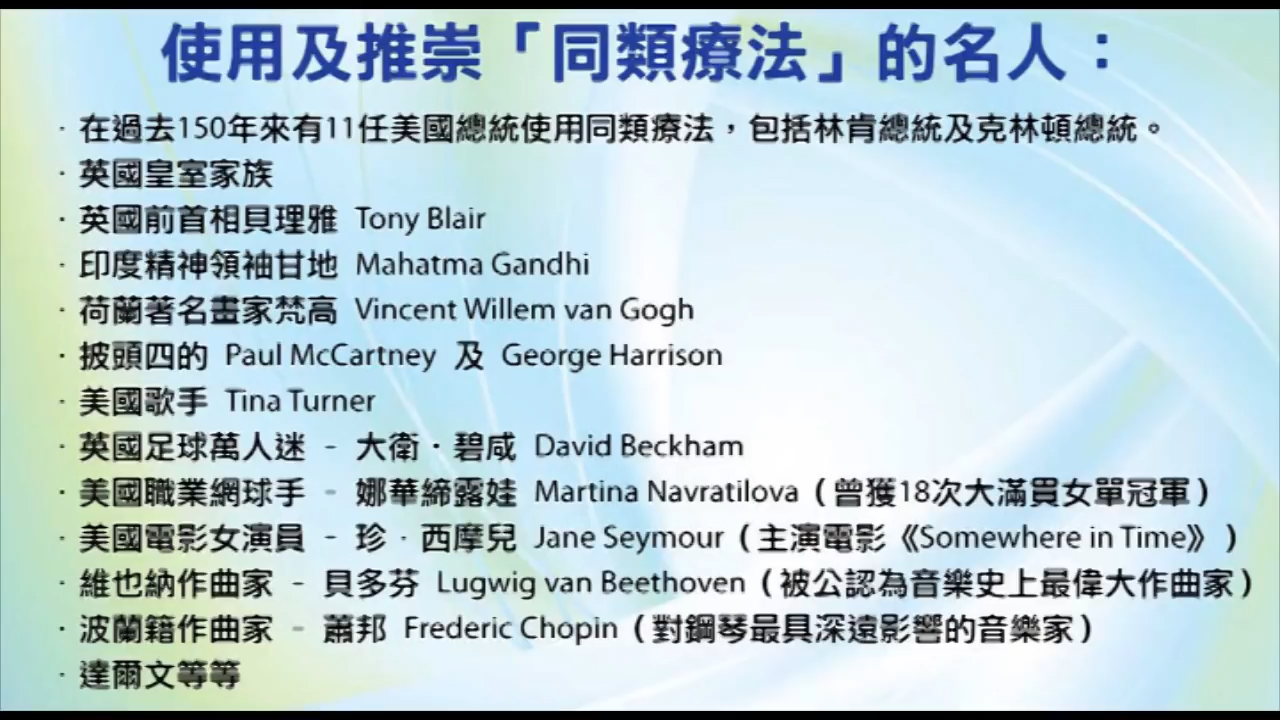 使用及推崇「同類療法」的名人：
· 在過去150年來有11任美國總統使用同類療法，包括林肯總統及克林頓總統。
· 英國皇室家族
· 英國前首相貝理雅 Tony Blair
· 印度精神領袖甘地 Mahatma Gandhi
· 荷蘭著名畫家梵高 Vincent Willem van Gogh
· 披頭四的 Paul McCartney 及 George Harrison
· 美國歌手 Tina Turner
· 英國足球萬人迷 - 大衛·碧咸 David Beckham
· 美國職業網球手 - 娜華締露娃 Martina Navratilova（曾獲18次大滿貫女單冠軍）
· 美國電影女演員 - 珍·西摩兒 Jane Seymour（主演電影《Somewhere in Time》）
· 維也納作曲家 - 貝多芬 Lugwig van Beethoven（被公認為音樂史上最偉大作曲家）
· 波蘭籍作曲家 - 蕭邦 Frederic Chopin（對鋼琴最具深遠影響的音樂家）
· 達爾文等等